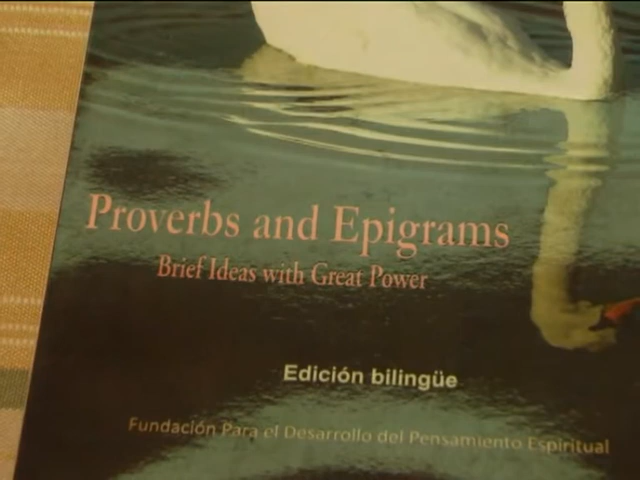 Proverbs and Epigrams
Brief Ideas with Great Power
Edición bilingüe
Fundación Para el Desarrollo del Pensamiento Espiritual